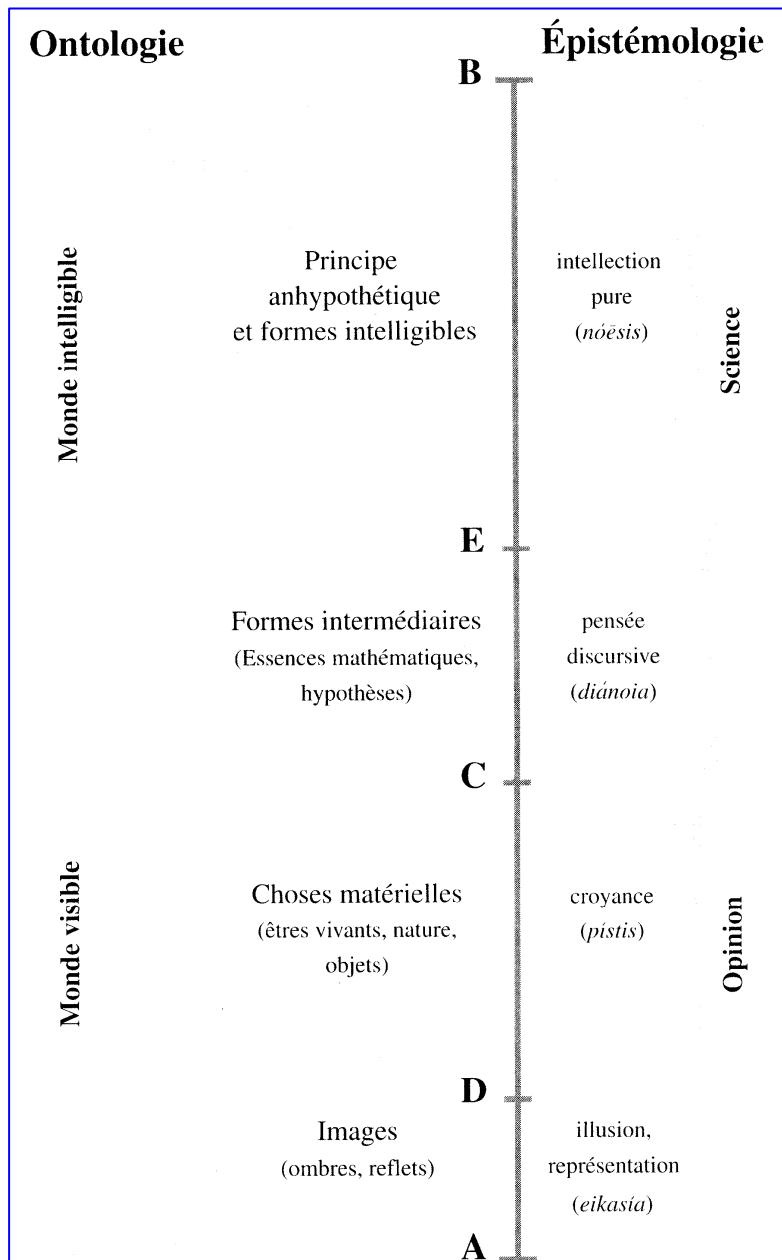 Ontologie
Épistémologie
B
Monde intelligible
Principe
anhypothétique
et formes intelligibles
intellection
pure
(nóēsis)
Science
E
Formes intermédiaires
(Essences mathématiques,
hypothèses)
pensée
discursive
(diánoia)
C
Monde visible
Choses matérielles
(êtres vivants, nature,
objets)
croyance
(pístis)
Opinion
D
Images
(ombres, reflets)
illusion,
représentation
(eikasía)
A